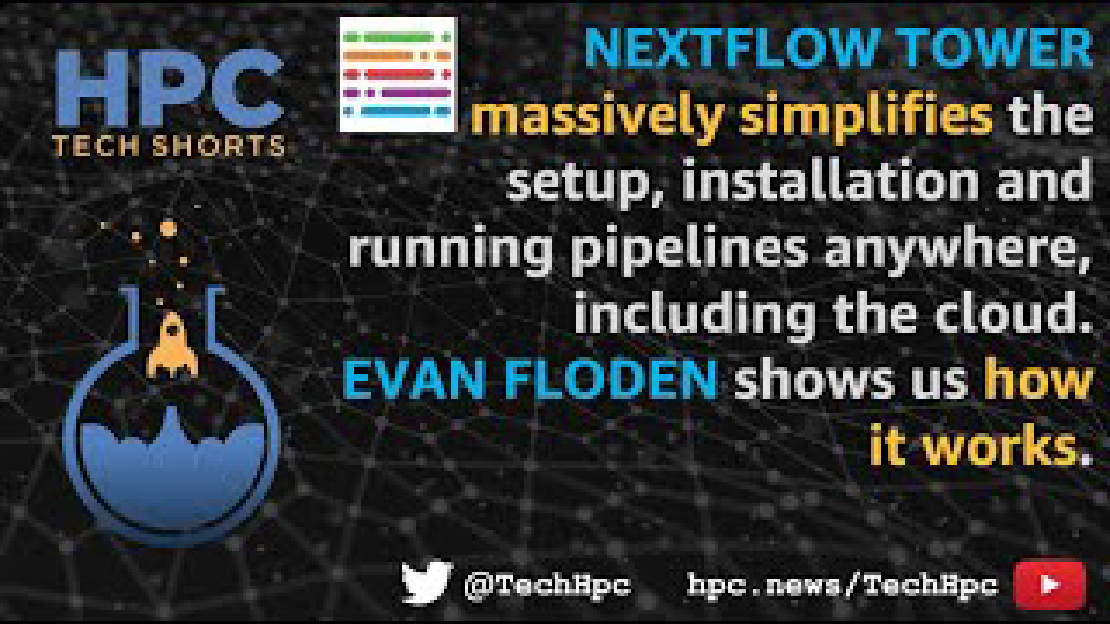 HPC
TECH SHORTS
NEXTFLOW TOWER
massively simplifies the
setup, installation and
running pipelines anywhere,
including the cloud.
EVAN FLODEN shows us how
it works.
@TechHpc
hpc.news/TechHpc